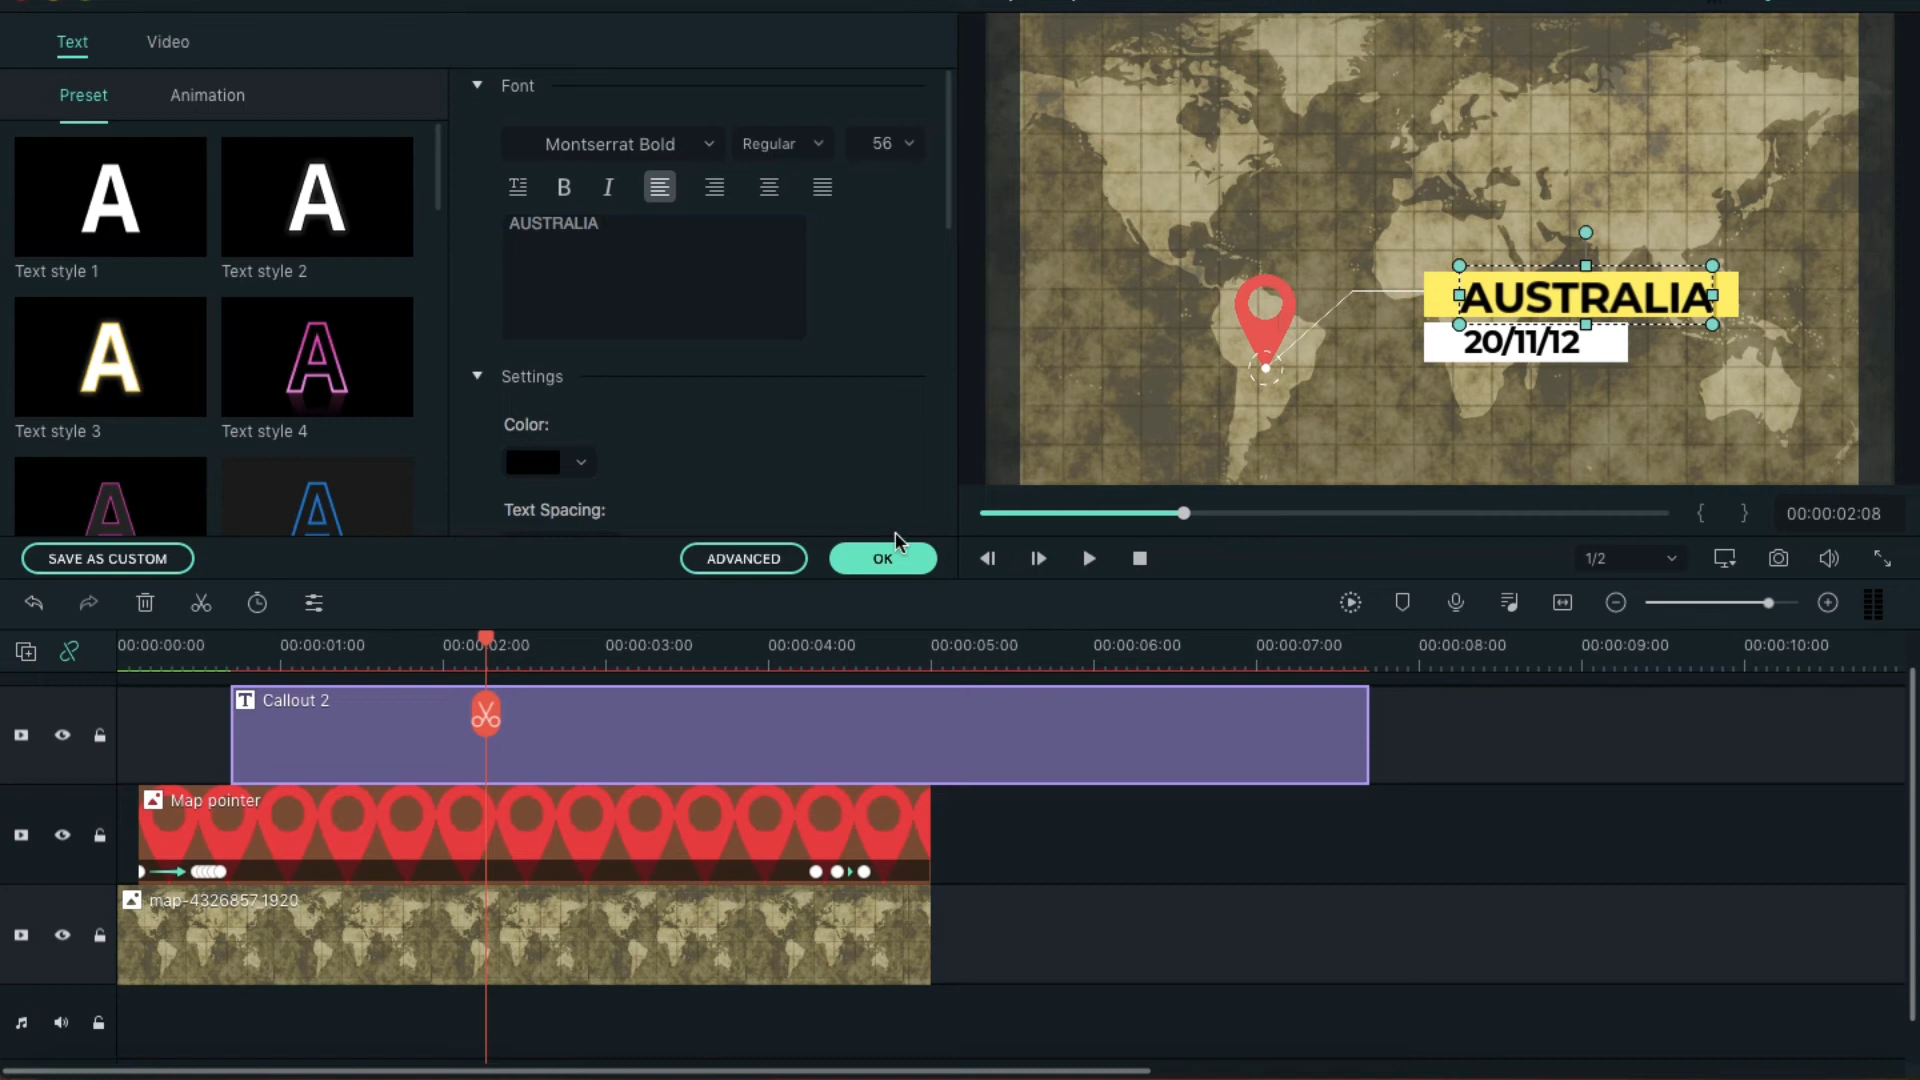 Text Video
Preset Animation
Text style 1 Text style 2
Text style 3 Text style 4
Font
Montserrat Bold Regular 56
B I
AUSTRALIA
Settings
Color:
Text Spacing:
SAVE AS CUSTOM ADVANCED OK
AUSTRALIA
20/11/12
{ } 00:00:02:08
1/2
00:00:00:00 00:00:01:00 00:00:02:00 00:00:03:00 00:00:04:00 00:00:05:00 00:00:06:00 00:00:07:00 00:00:08:00 00:00:09:00 00:00:10:00
T Callout 2
Map pointer
map-43268571920